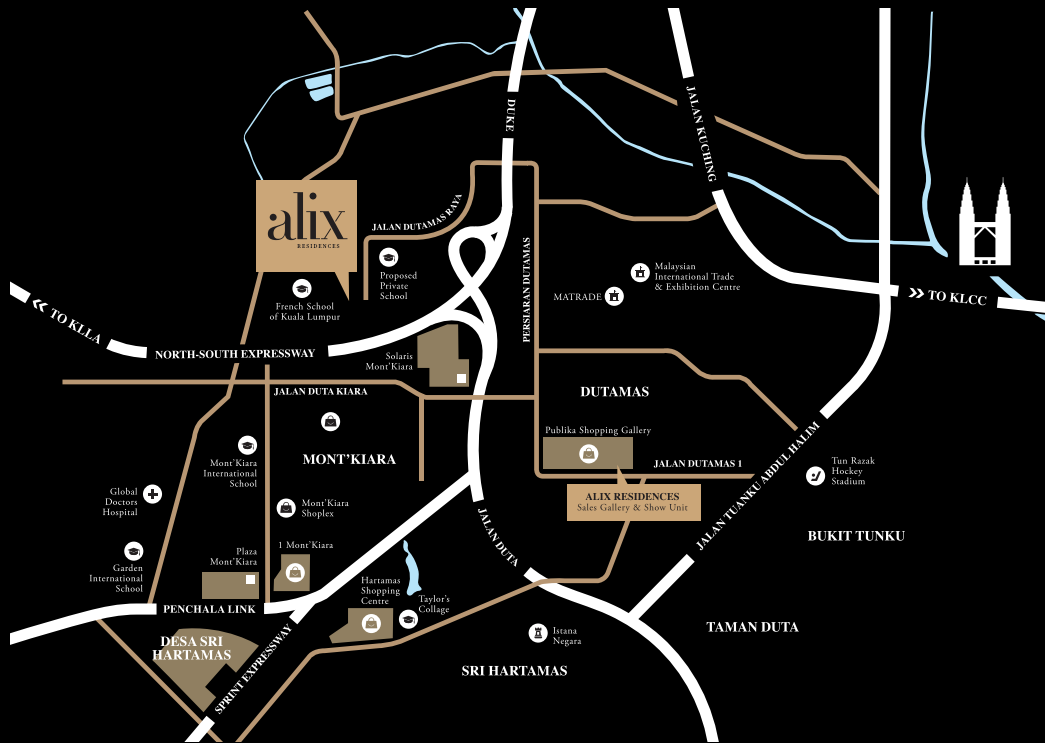 DUKE
JALAN KUCHING
alix
RESIDENCES
JALAN DUTAMAS RAYA
Proposed
Private
School
French School
of Kuala Lumpur
PERSIARAN DUTAMAS
Malaysian
International Trade
& Exhibition Centre
MATRADE
TO KLCC
TO KLLA
NORTH-SOUTH EXPRESSWAY
Solaris
Mont'Kiara
JALAN DUTA KIARA
DUTAMAS
Publika Shopping Gallery
JALAN DUTAMAS 1
ALIX RESIDENCES
Sales Gallery & Show Unit
JALAN TUANKU ABDUL HALIM
Tun Razak
Hockey
Stadium
BUKIT TUNKU
MONT'KIARA
Mont'Kiara
International
School
Mont'Kiara
Shoplex
Global
Doctors
Hospital
Garden
International
School
Plaza
Mont'Kiara
1 Mont'Kiara
JALAN DUTA
PENCHALA LINK
Hartamas
Shopping
Centre
Taylor's
Collage
DESA SRI
HARTAMAS
SPRINT EXPRESSWAY
Istana
Negara
TAMAN DUTA
SRI HARTAMAS